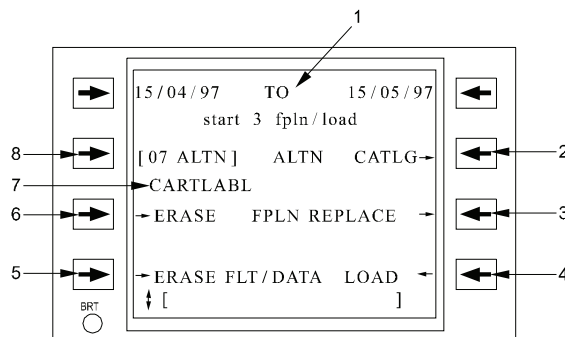 1
15/04/97 TO 15/05/97
start 3 fpln/load
8 [07 ALTN] ALTN CATLG→ 2
7 CARTLABL
6 →ERASE FPLN REPLACE → 3
5 →ERASE FLT/DATA LOAD ← 4
[ ]
BRT